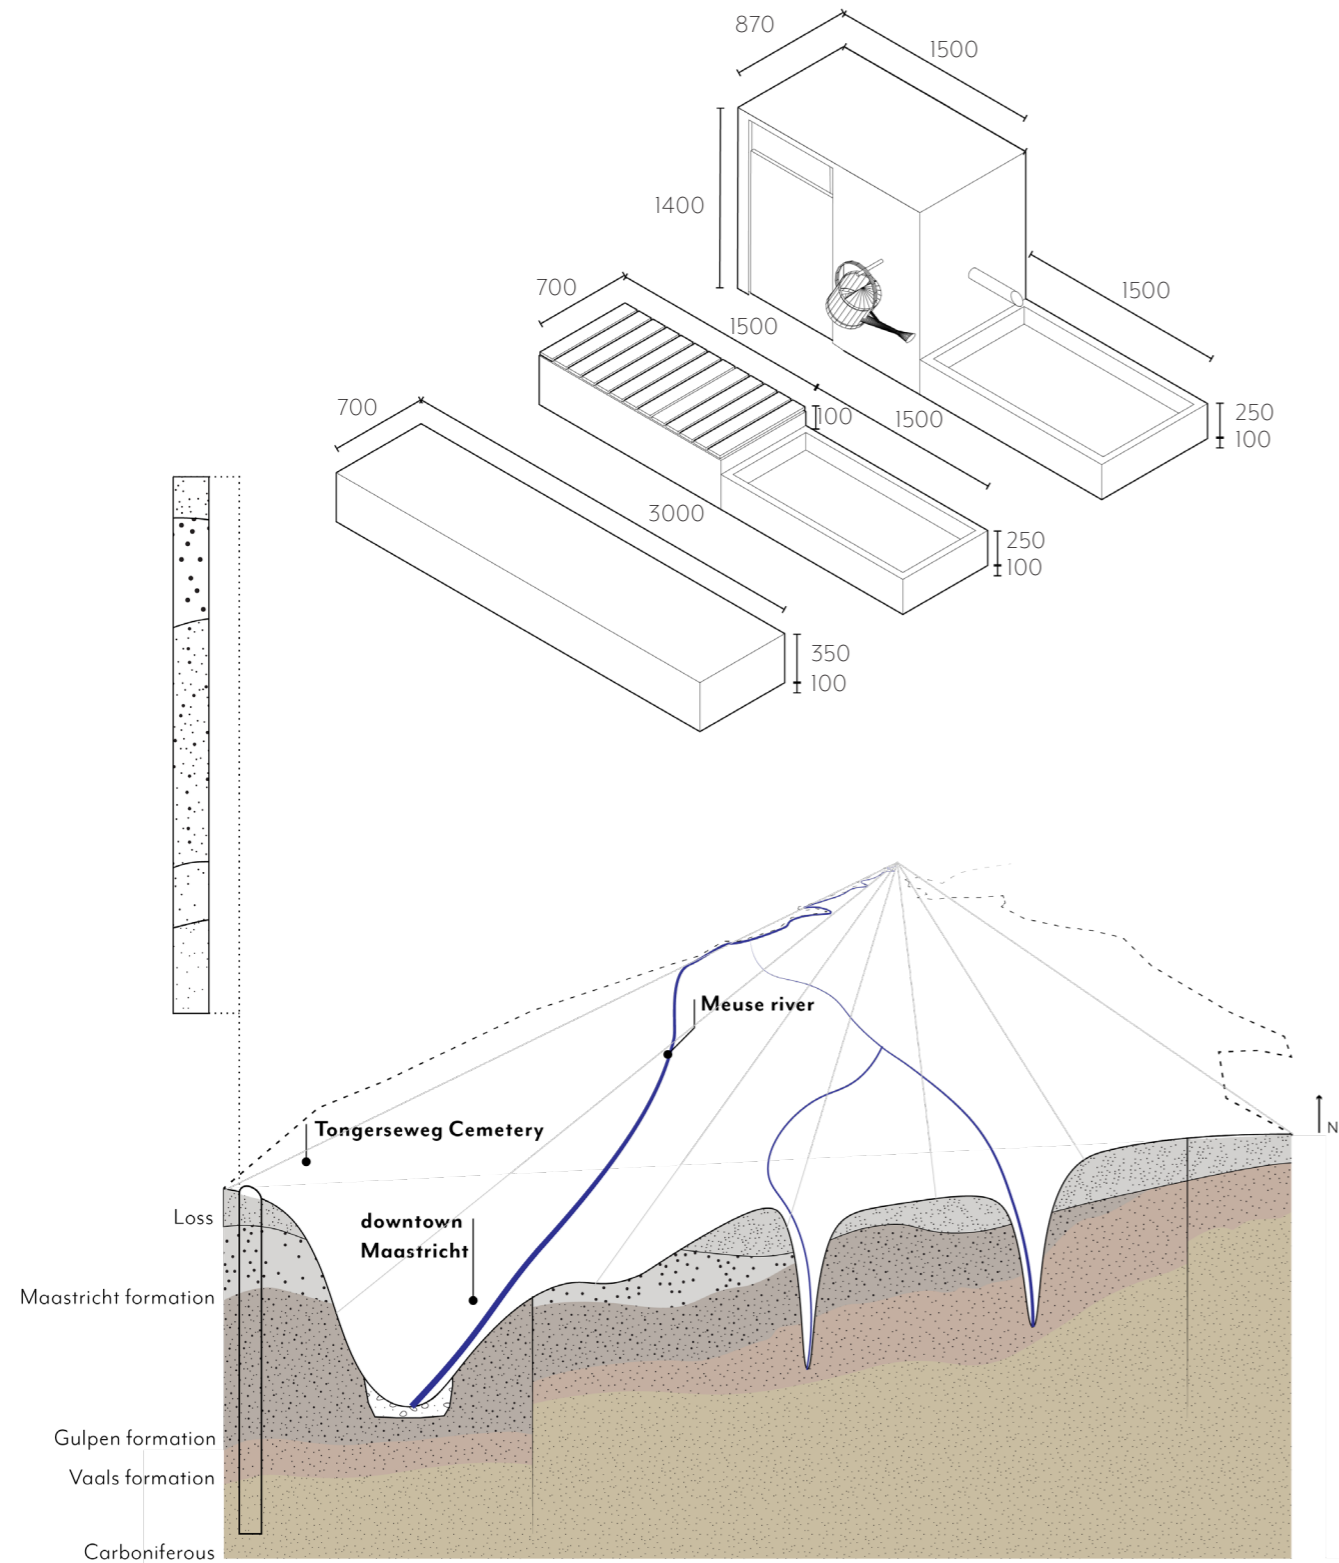 870
1500
1400
700
1500
1500
700
100
1500
250
100
3000
250
100
350
100
Meuse river
Tongerseweg Cemetery
N
Loss
downtown
Maastricht
Maastricht formation
Gulpen formation
Vaals formation
Carboniferous